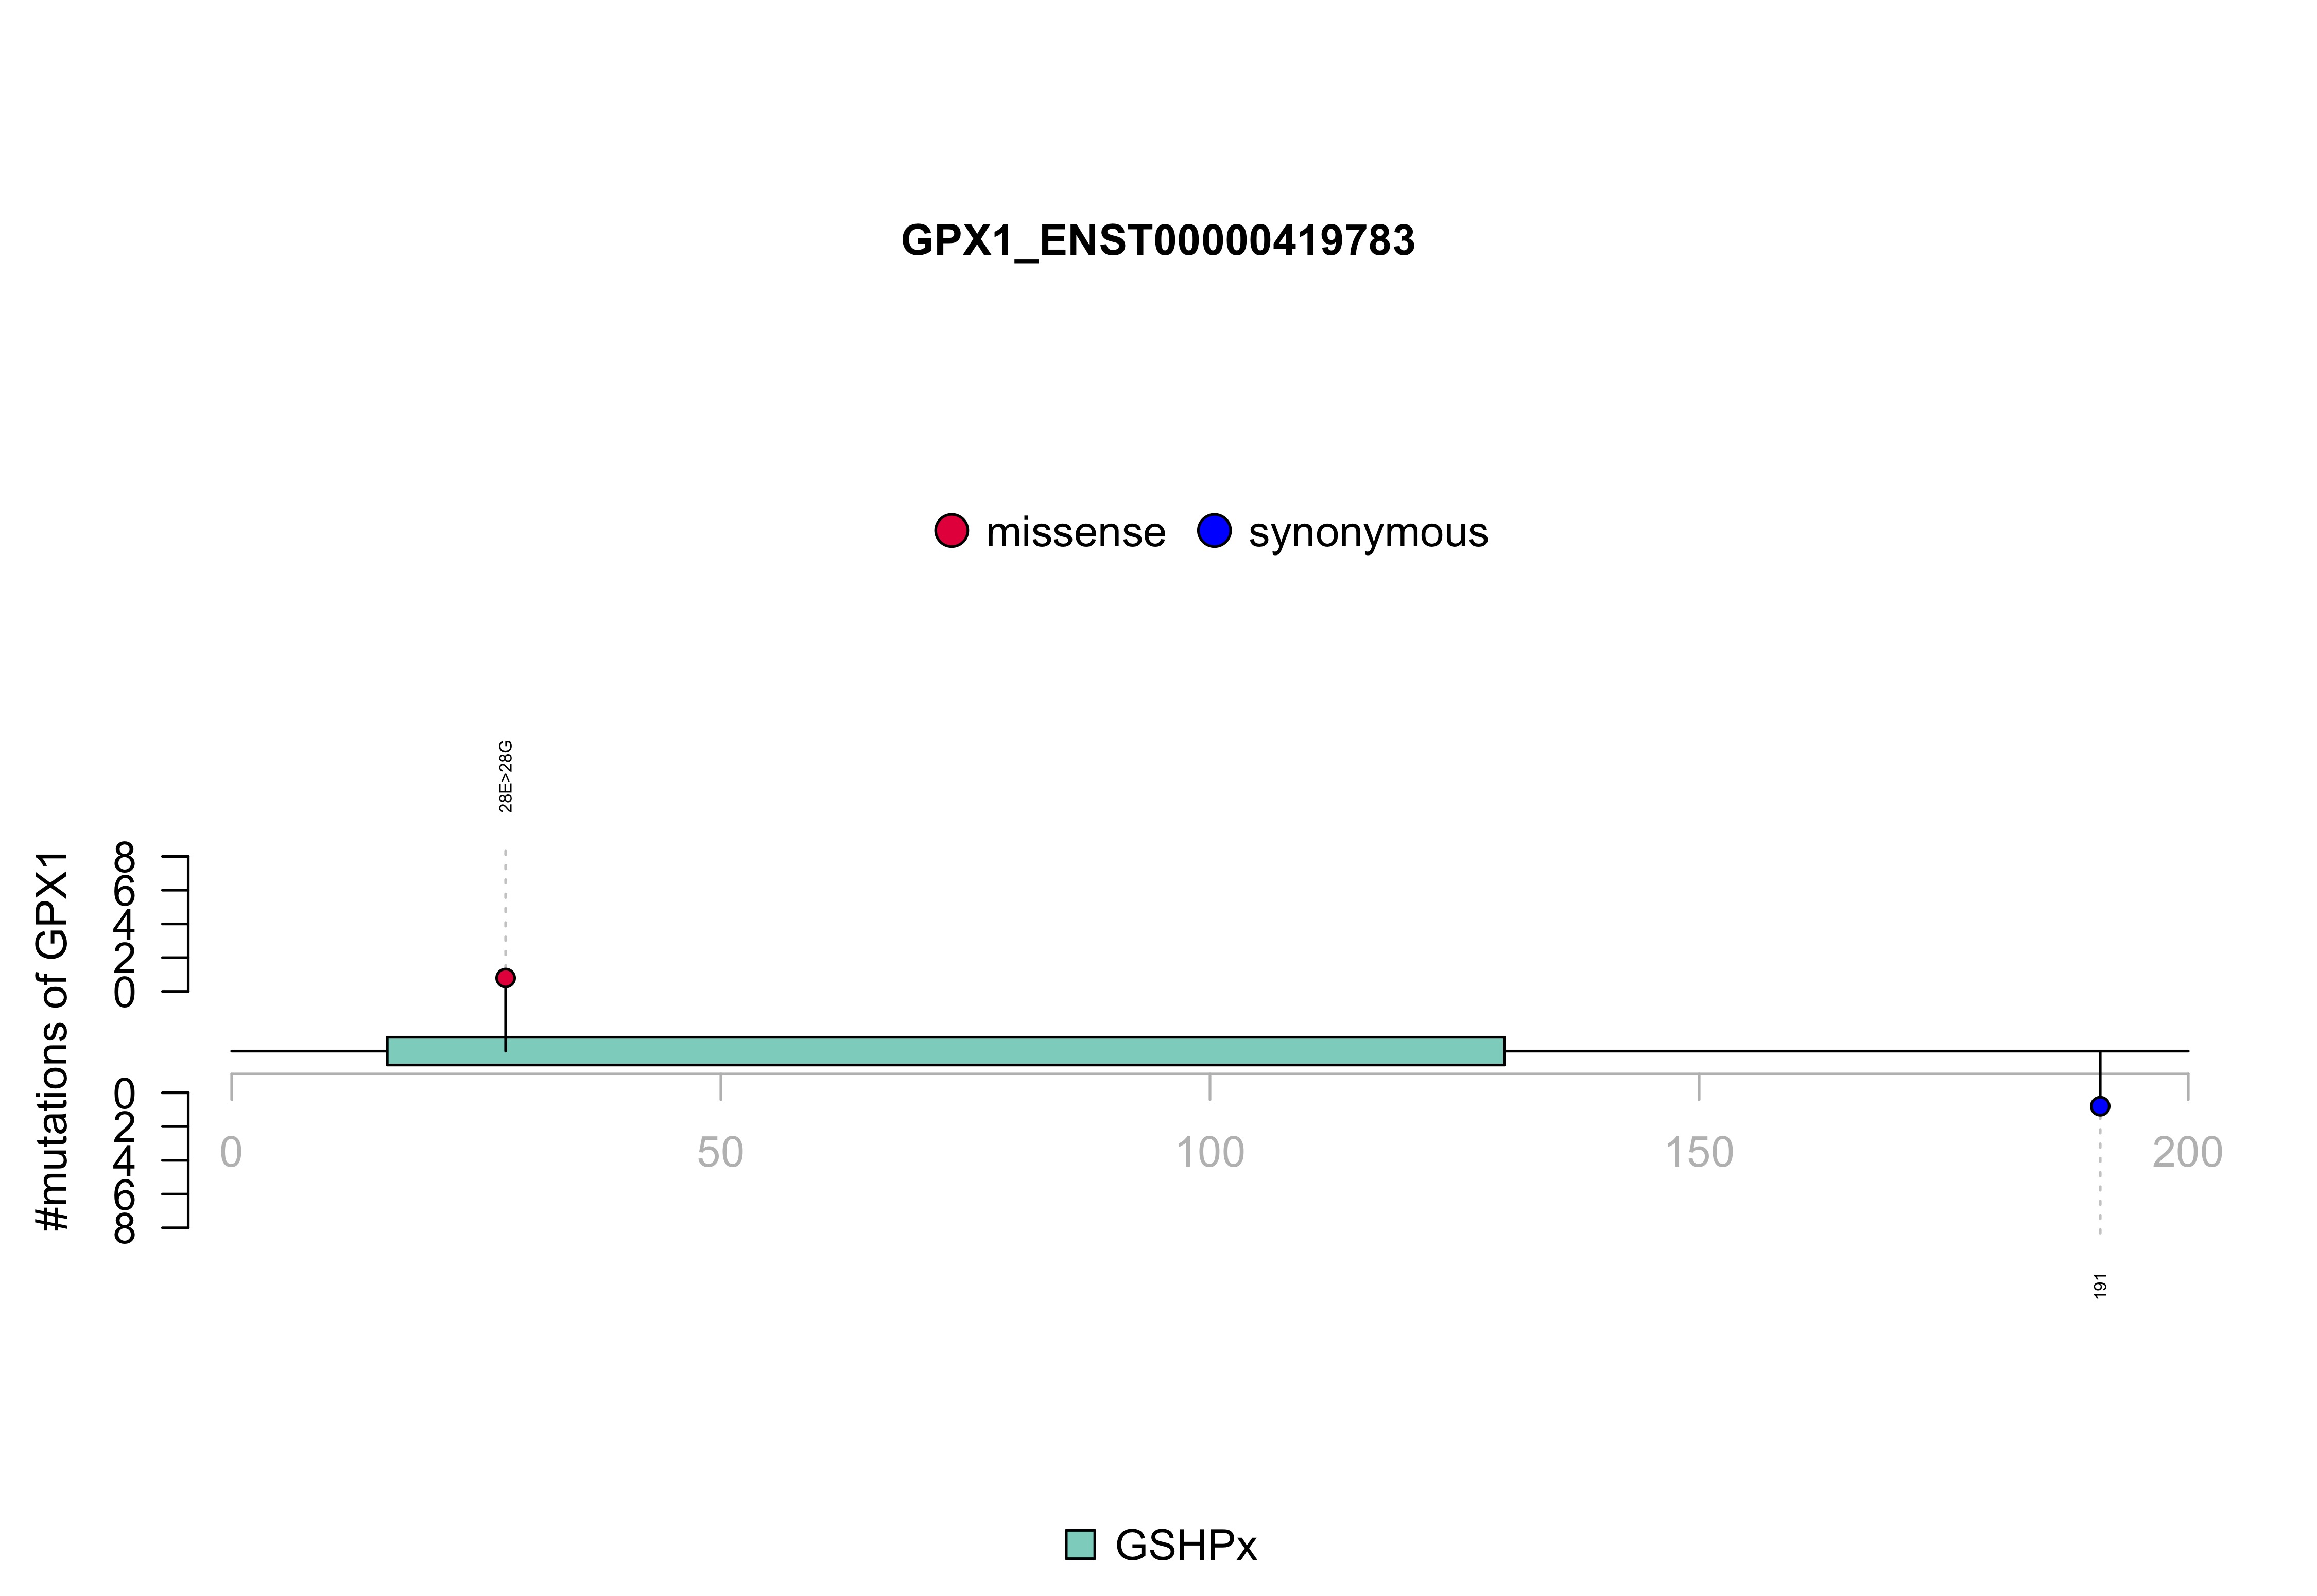 GPX1_ENST00000419783
missense synonymous
28E>28G
#mutations of GPX1
8
6
4
2
0
0
2
4
6
8
0 50 100 150 200
191
GSHPx